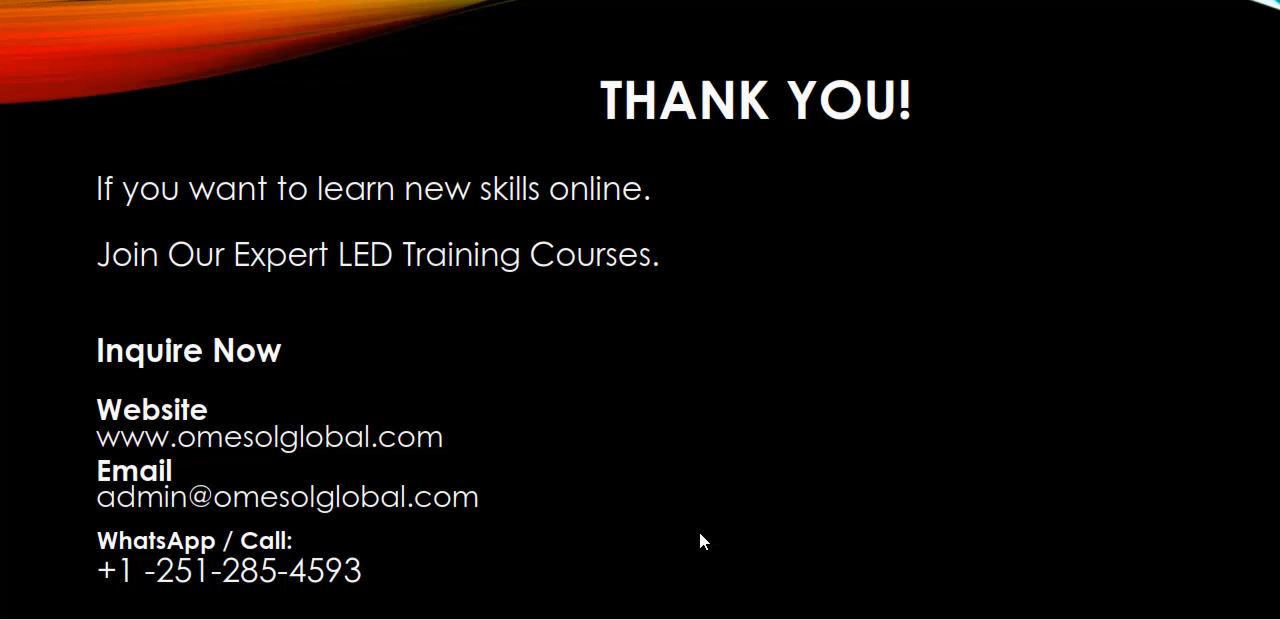 THANK YOU!
If you want to learn new skills online.
Join Our Expert LED Training Courses.
Inquire Now
Website
www.omesolglobal.com
Email
admin@omesolglobal.com
WhatsApp / Call:
+1 -251-285-4593